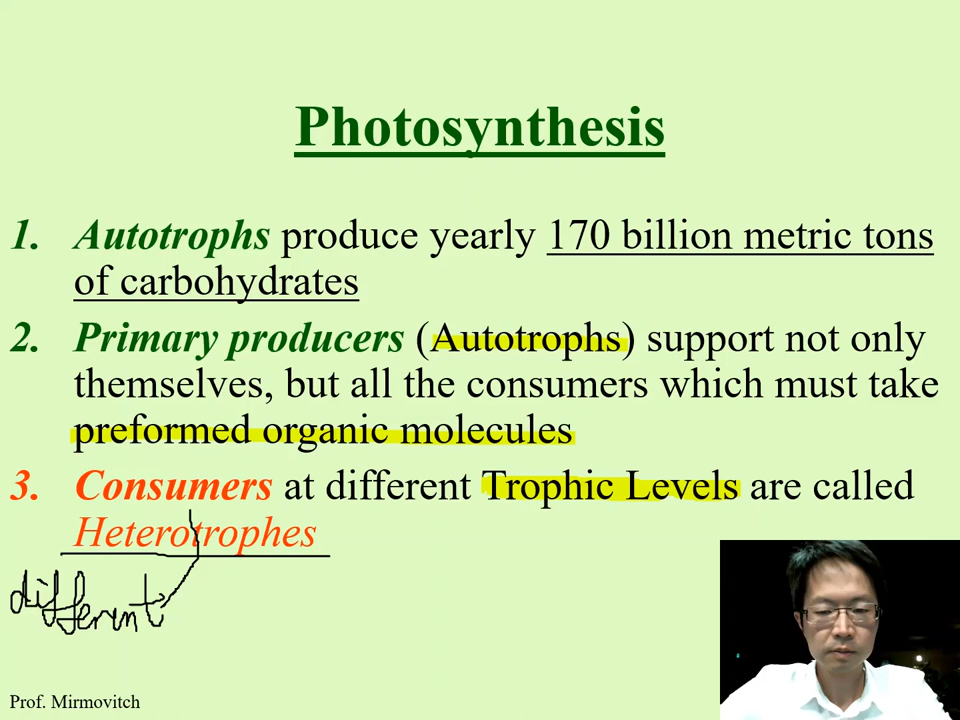 Photosynthesis
1. Autotrophs produce yearly 170 billion metric tons
of carbohydrates
2. Primary producers (Autotrophs) support not only
themselves, but all the consumers which must take
preformed organic molecules
3. Consumers at different Trophic Levels are called
Heterotrophes
different
Prof. Mirmovitch